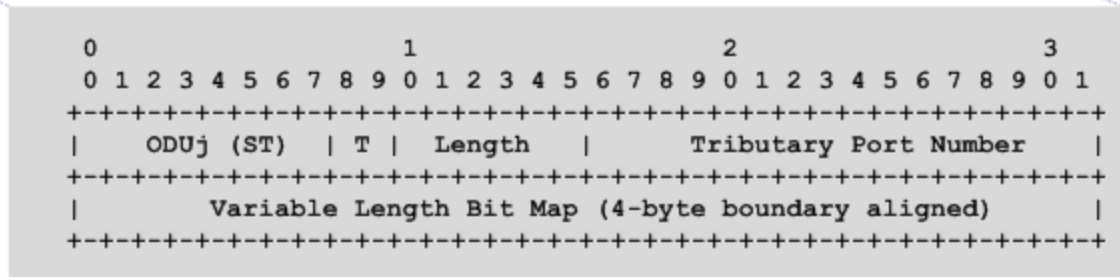 0                   1                   2                   3
 0 1 2 3 4 5 6 7 8 9 0 1 2 3 4 5 6 7 8 9 0 1 2 3 4 5 6 7 8 9 0 1
+-+-+-+-+-+-+-+-+-+-+-+-+-+-+-+-+-+-+-+-+-+-+-+-+-+-+-+-+-+-+-+-+
|    ODUj (ST)  | T |  Length   |      Tributary Port Number    |
+-+-+-+-+-+-+-+-+-+-+-+-+-+-+-+-+-+-+-+-+-+-+-+-+-+-+-+-+-+-+-+-+
|        Variable Length Bit Map (4-byte boundary aligned)      |
+-+-+-+-+-+-+-+-+-+-+-+-+-+-+-+-+-+-+-+-+-+-+-+-+-+-+-+-+-+-+-+-+